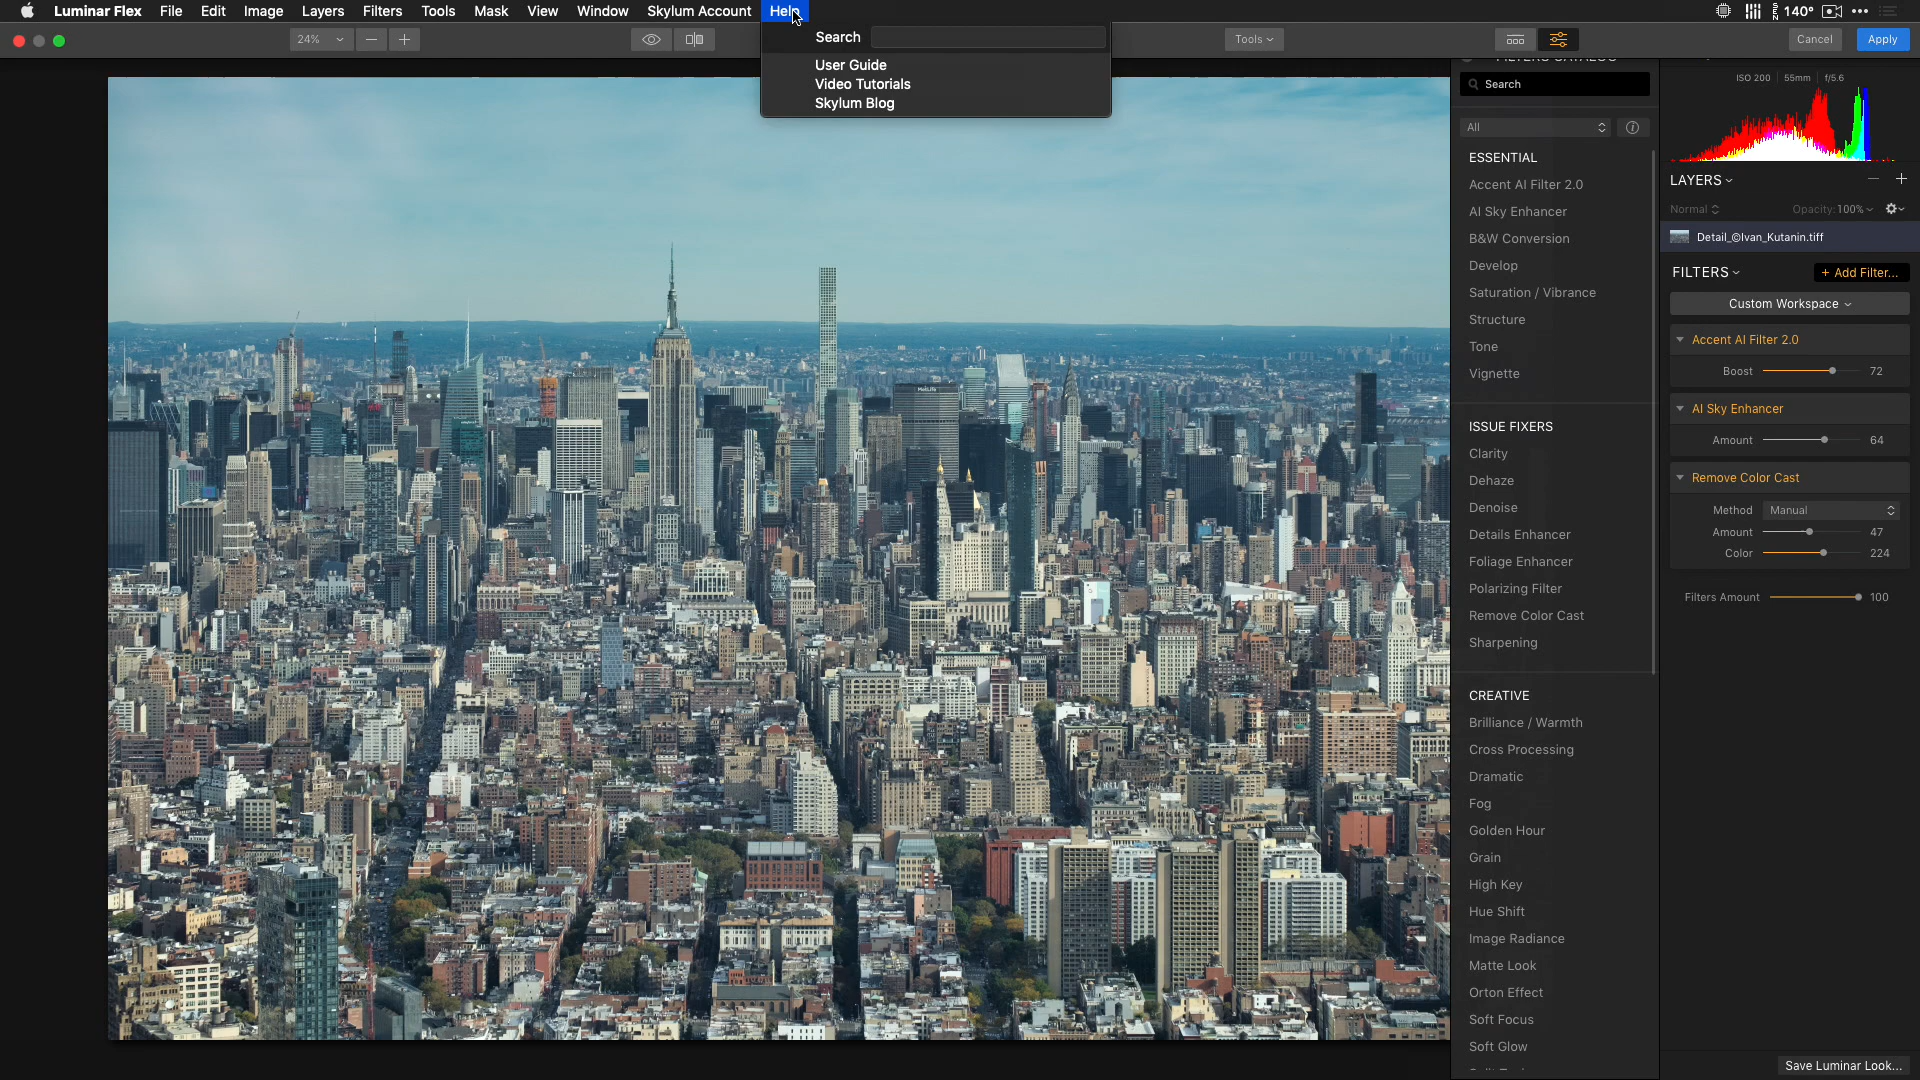 Luminar Flex File Edit Image Layers Filters Tools Mask View Window Skylum Account Help 140°
24% Tools Cancel Apply
Search
User Guide
Video Tutorials
Skylum Blog
FILTERS CATALOG
Search
All
ESSENTIAL
Accent AI Filter 2.0
AI Sky Enhancer
B&W Conversion
Develop
Saturation / Vibrance
Structure
Tone
Vignette
ISSUE FIXERS
Clarity
Dehaze
Denoise
Details Enhancer
Foliage Enhancer
Polarizing Filter
Remove Color Cast
Sharpening
CREATIVE
Brilliance / Warmth
Cross Processing
Dramatic
Fog
Golden Hour
Grain
High Key
Hue Shift
Image Radiance
Matte Look
Orton Effect
Soft Focus
Soft Glow
ISO 200 55mm f/5.6
LAYERS
Normal Opacity: 100%
Detail_©Ivan_Kutanin.tiff
FILTERS + Add Filter...
Custom Workspace
Accent AI Filter 2.0
Boost 72
AI Sky Enhancer
Amount 64
Remove Color Cast
Method Manual
Amount 47
Color 224
Filters Amount 100
Save Luminar Look...
MetLife